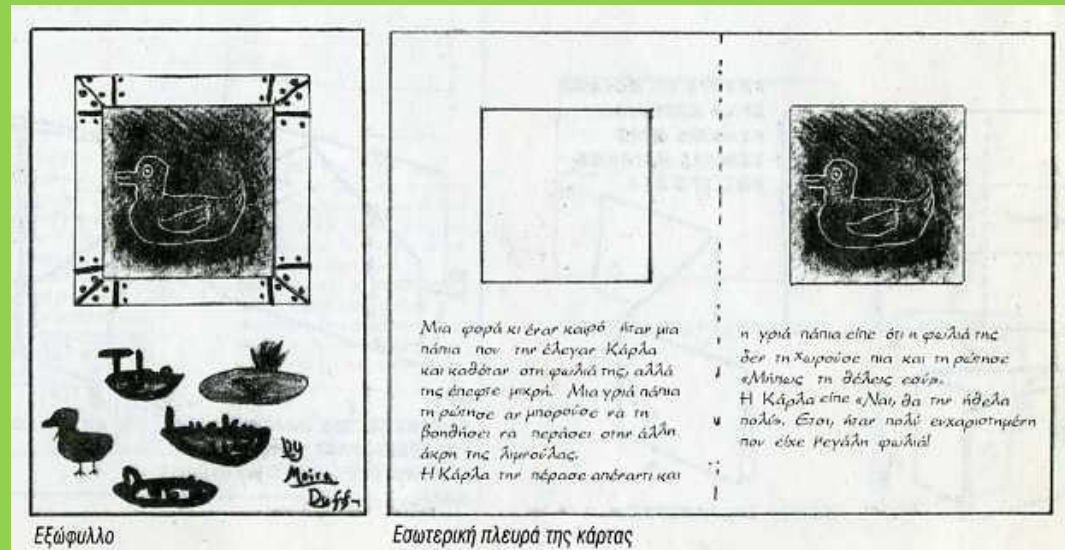 The Lucky
Duck
by
Moira
Duff
Εξώφυλλο
Μια φορά κι έναν καιρό ήταν μια
πάπια που την έλεγαν Κάρλα
και καθόταν στη φωλιά της, αλλά
της έπεφτε μικρή. Μια γριά πάπια
τη ρώτησε αν μπορούσε να τη
βοηθήσει να περάσει στην άλλη
άκρη της λιμνούλας.
Η Κάρλα την πέρασε απέναντι και
η γριά πάπια είπε ότι η φωλιά της
δεν τη χωρούσε πια και τη ρώτησε
«Μήπως τη θέλεις εσύ».
Η Κάρλα είπε «Ναι, θα την ήθελα
πολύ». Ετσι, ήταν πολύ ευχαριστημένη
που είχε μεγάλη φωλιά!
Εσωτερική πλευρά της κάρτας